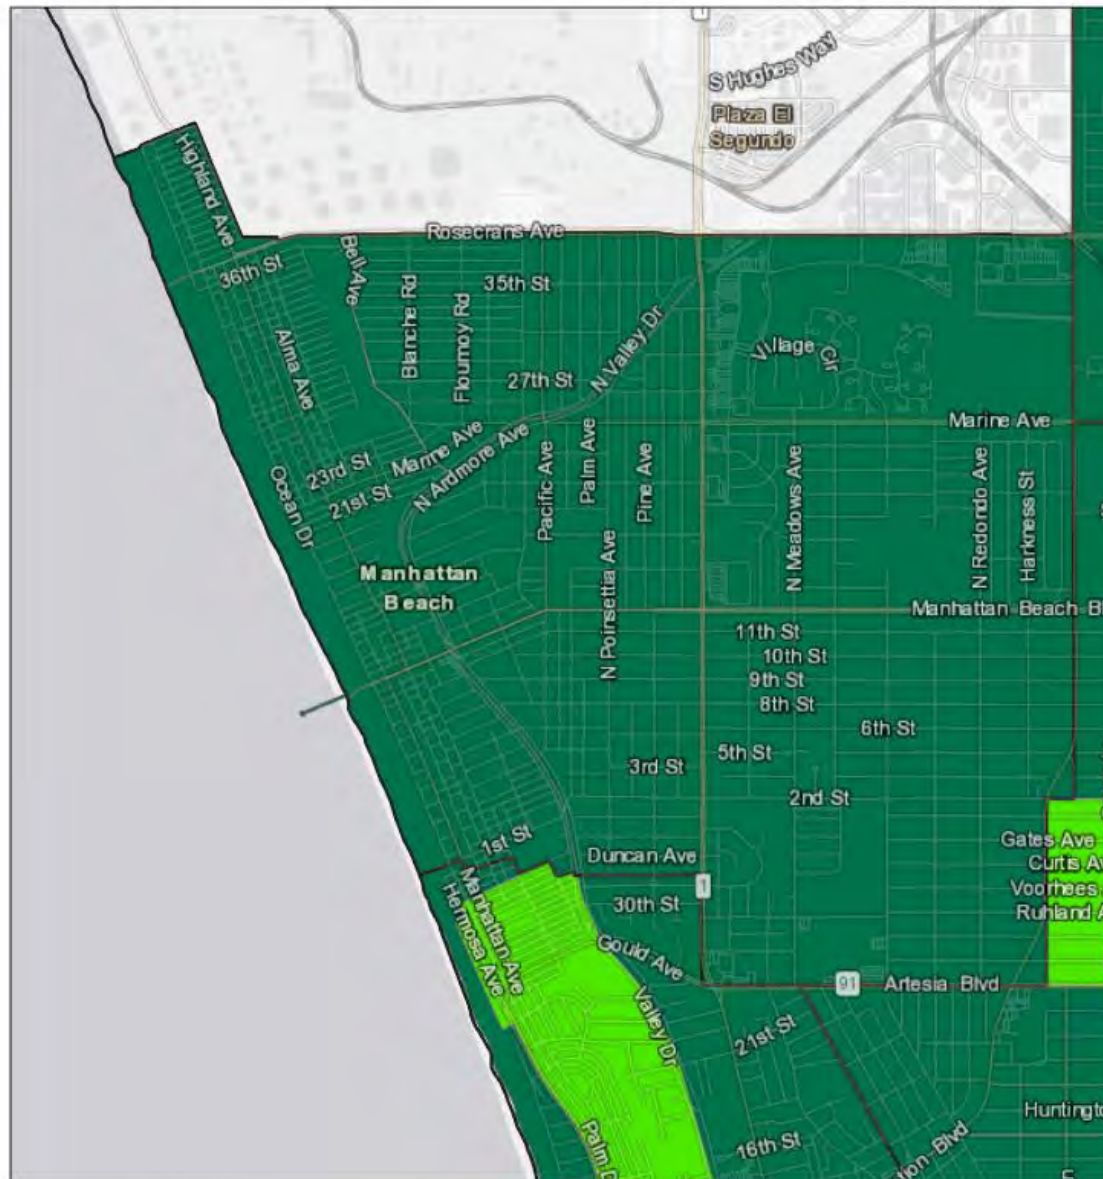 1
S Hughes Way
Plaza El
Segundo
Highland Ave
Rosecrans Ave
36th St
Bell Ave
Blanche Rd
Flournoy Rd
35th St
N Valley Dr
Village Cir
Alma Ave
27th St
Marine Ave
23rd St
Marine Ave
21st St
N Ardmore Ave
Ocean Dr
Pacific Ave
Palm Ave
Pine Ave
N Meadows Ave
N Redondo Ave
Harkness St
Manhattan
Beach
N Poinsettia Ave
Manhattan Beach B
11th St
10th St
9th St
8th St
6th St
5th St
3rd St
2nd St
1st St
Duncan Ave
Gates Ave
Curtis Av
Voorhees
Ruhland A
1
Manhattan Ave
Hermosa Ave
30th St
Gould Ave
91
Artesia Blvd
Valley Dr
21st St
Huntingto
Palm D
16th St
tion Blvd